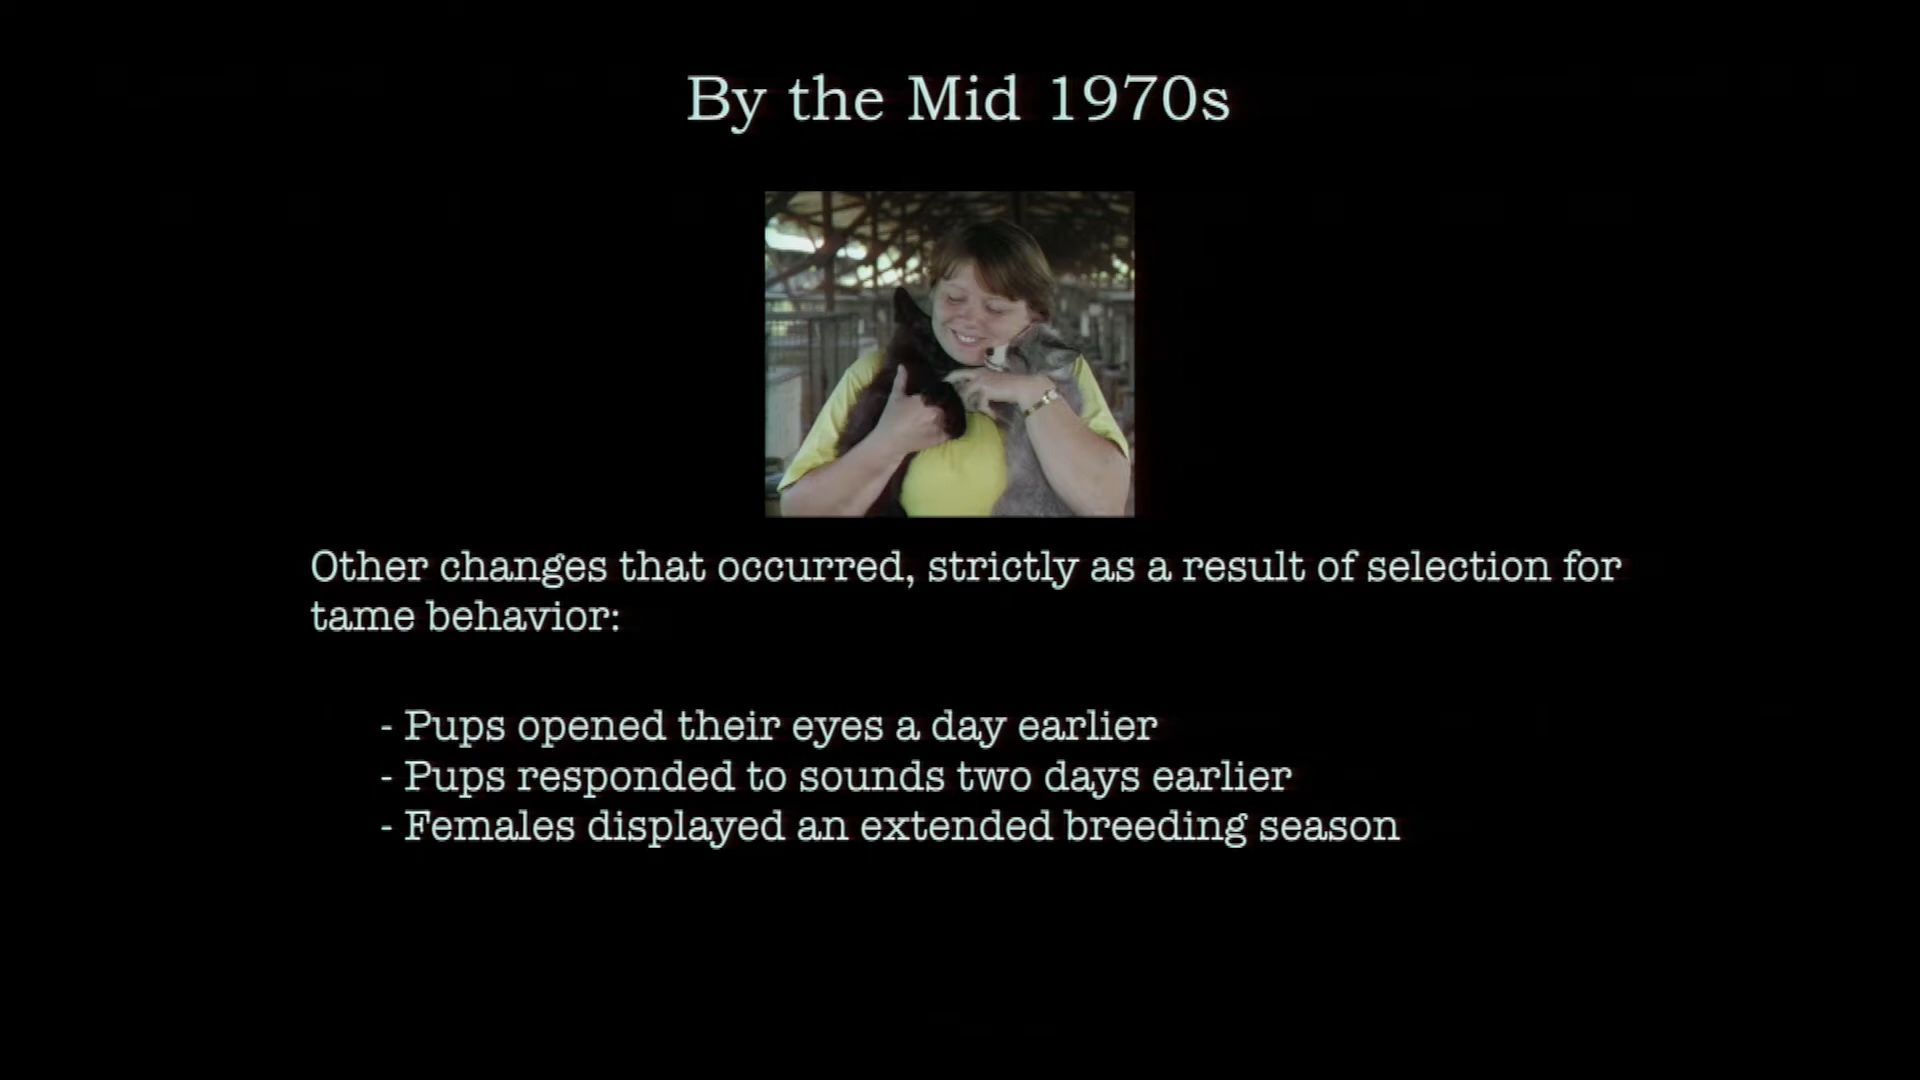 By the Mid 1970s
Other changes that occurred, strictly as a result of selection for
tame behavior:
- Pups opened their eyes a day earlier
- Pups responded to sounds two days earlier
- Females displayed an extended breeding season